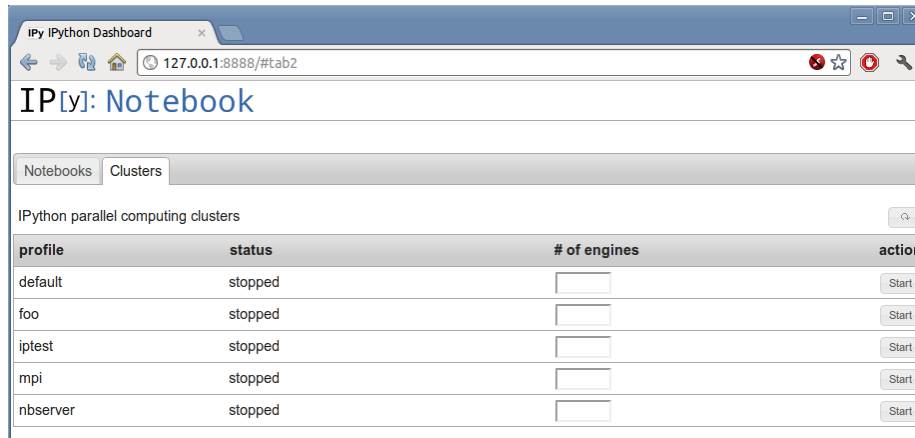 IPy IPython Dashboard
127.0.0.1:8888/#tab2
IP[y]: Notebook
Notebooks Clusters
IPython parallel computing clusters
profile status # of engines action
default stopped Start
foo stopped Start
iptest stopped Start
mpi stopped Start
nbserver stopped Start